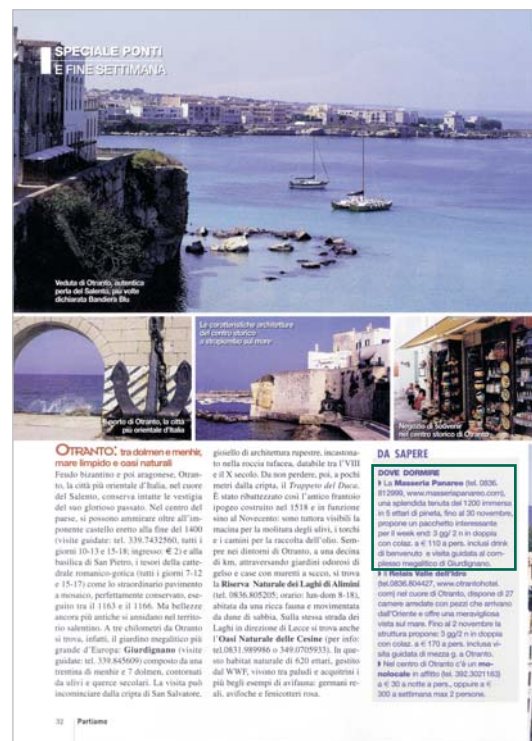 SPECIALE PONTI
E FINE SETTIMANA
Veduta di Otranto, autentica
perla del Salento, più volte
dichiarata Bandiera Blu
Le caratteristiche architetture
del centro storico
a strapiombo sul mare
Il porto di Otranto, la città
più orientale d'Italia
Negozio di souvenir
nel centro storico di Otranto
OTRANTO: tra dolmen e menhir,
mare limpido e oasi naturali
Feudo bizantino e poi aragonese, Otran-
to, la città più orientale d'Italia, nel cuore
del Salento, conserva intatte le vestigia
del suo glorioso passato. Nel centro del
paese, si possono ammirare oltre all'im-
ponente castello eretto alla fine del 1400
(visite guidate: tel. 339.7432560, tutti i
giorni 10-13 e 15-18; ingresso: € 2) e alla
basilica di San Pietro, i tesori della catte-
drale romanico-gotica (tutti i giorni 7-12
e 15-17) come lo straordinario pavimento
a mosaico, perfettamente conservato, ese-
guito tra il 1163 e il 1166. Ma bellezze
ancora più antiche si annidano nel territo-
rio salentino. A tre chilometri da Otranto
si trova, infatti, il giardino megalitico più
grande d'Europa: Giurdignano (visite
guidate: tel. 339.845609) composto da una
trentina di menhir e 7 dolmen, contornati
da ulivi e querce secolari. La visita può
incominciare dalla cripta di San Salvatore,
gioiello di architettura rupestre, incastona-
to nella roccia tufacea, databile tra l'VIII
e il X secolo. Da non perdere, poi, a pochi
metri dalla cripta, il Trappeto del Duca.
È stato ribattezzato così l'antico frantoio
ipogeo costruito nel 1518 e in funzione
sino al Novecento: sono tuttora visibili la
macina per la molitura degli ulivi, i torchi
e i camini per la raccolta dell'olio. Sem-
pre nei dintorni di Otranto, a una decina
di km, attraversando giardini odorosi di
gelso e case con muretti a secco, si trova
la Riserva Naturale dei Laghi di Alimini
(tel. 0836.805205; orario: lun-dom 8-18),
abitata da una ricca fauna e movimentata
da dune di sabbia. Sulla stessa strada dei
Laghi in direzione di Lecce si trova anche
l'Oasi Naturale delle Cesine (per info:
tel.0831.989986 o 349.0705933). In que-
sto habitat naturale di 620 ettari, gestito
dal WWF, vivono tra paludi e acquitrini i
più begli esempi di avifauna: germani re-
ali, avifoche e fenicotteri rosa.
DA SAPERE
DOVE DORMIRE
La Masseria Panareo (tel. 0836.
812999, www.masseriapanareo.com),
una splendida tenuta del 1200 immersa
in 5 ettari di pineta, fino al 30 novembre,
propone un pacchetto interessante
per il week end: 3 gg/ 2 n in doppia
con colaz. a € 110 a pers. inclusi drink
di benvenuto e visita guidata al com-
plesso megalitico di Giurdignano.
Il Relais Valle dell'Idro
(tel.0836.804427, www.otrantohotel.
com) nel cuore di Otranto, dispone di 27
camere arredate con pezzi che arrivano
dall'Oriente e offre una meravigliosa
vista sul mare. Fino al 2 novembre la
struttura propone: 3 gg/2 n in doppia
con colaz. a € 170 a pers. inclusa vi-
sita guidata di mezza g. a Otranto.
Nel centro di Otranto c'è un mo-
nolocale in affitto (tel. 392.3021163)
a € 30 a notte a pers., oppure a €
300 a settimana max 2 persone.
32 Partiamo